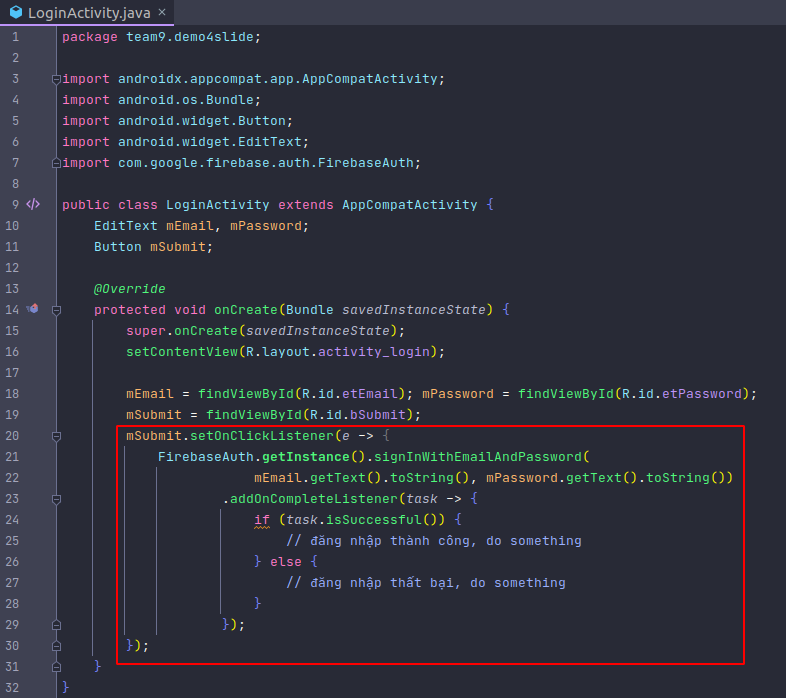 LoginActivity.java ×
1 package team9.demo4slide;
2
3 import androidx.appcompat.app.AppCompatActivity;
4 import android.os.Bundle;
5 import android.widget.Button;
6 import android.widget.EditText;
7 import com.google.firebase.auth.FirebaseAuth;
8
9 </> public class LoginActivity extends AppCompatActivity {
10     EditText mEmail, mPassword;
11     Button mSubmit;
12
13     @Override
14     protected void onCreate(Bundle savedInstanceState) {
15         super.onCreate(savedInstanceState);
16         setContentView(R.layout.activity_login);
17
18         mEmail = findViewById(R.id.etEmail); mPassword = findViewById(R.id.etPassword);
19         mSubmit = findViewById(R.id.bSubmit);
20         mSubmit.setOnClickListener(e -> {
21             FirebaseAuth.getInstance().signInWithEmailAndPassword(
22                         mEmail.getText().toString(), mPassword.getText().toString())
23                     .addOnCompleteListener(task -> {
24                         if (task.isSuccessful()) {
25                             // đăng nhập thành công, do something
26                         } else {
27                             // đăng nhập thất bại, do something
28                         }
29                     });
30         });
31     }
32 }